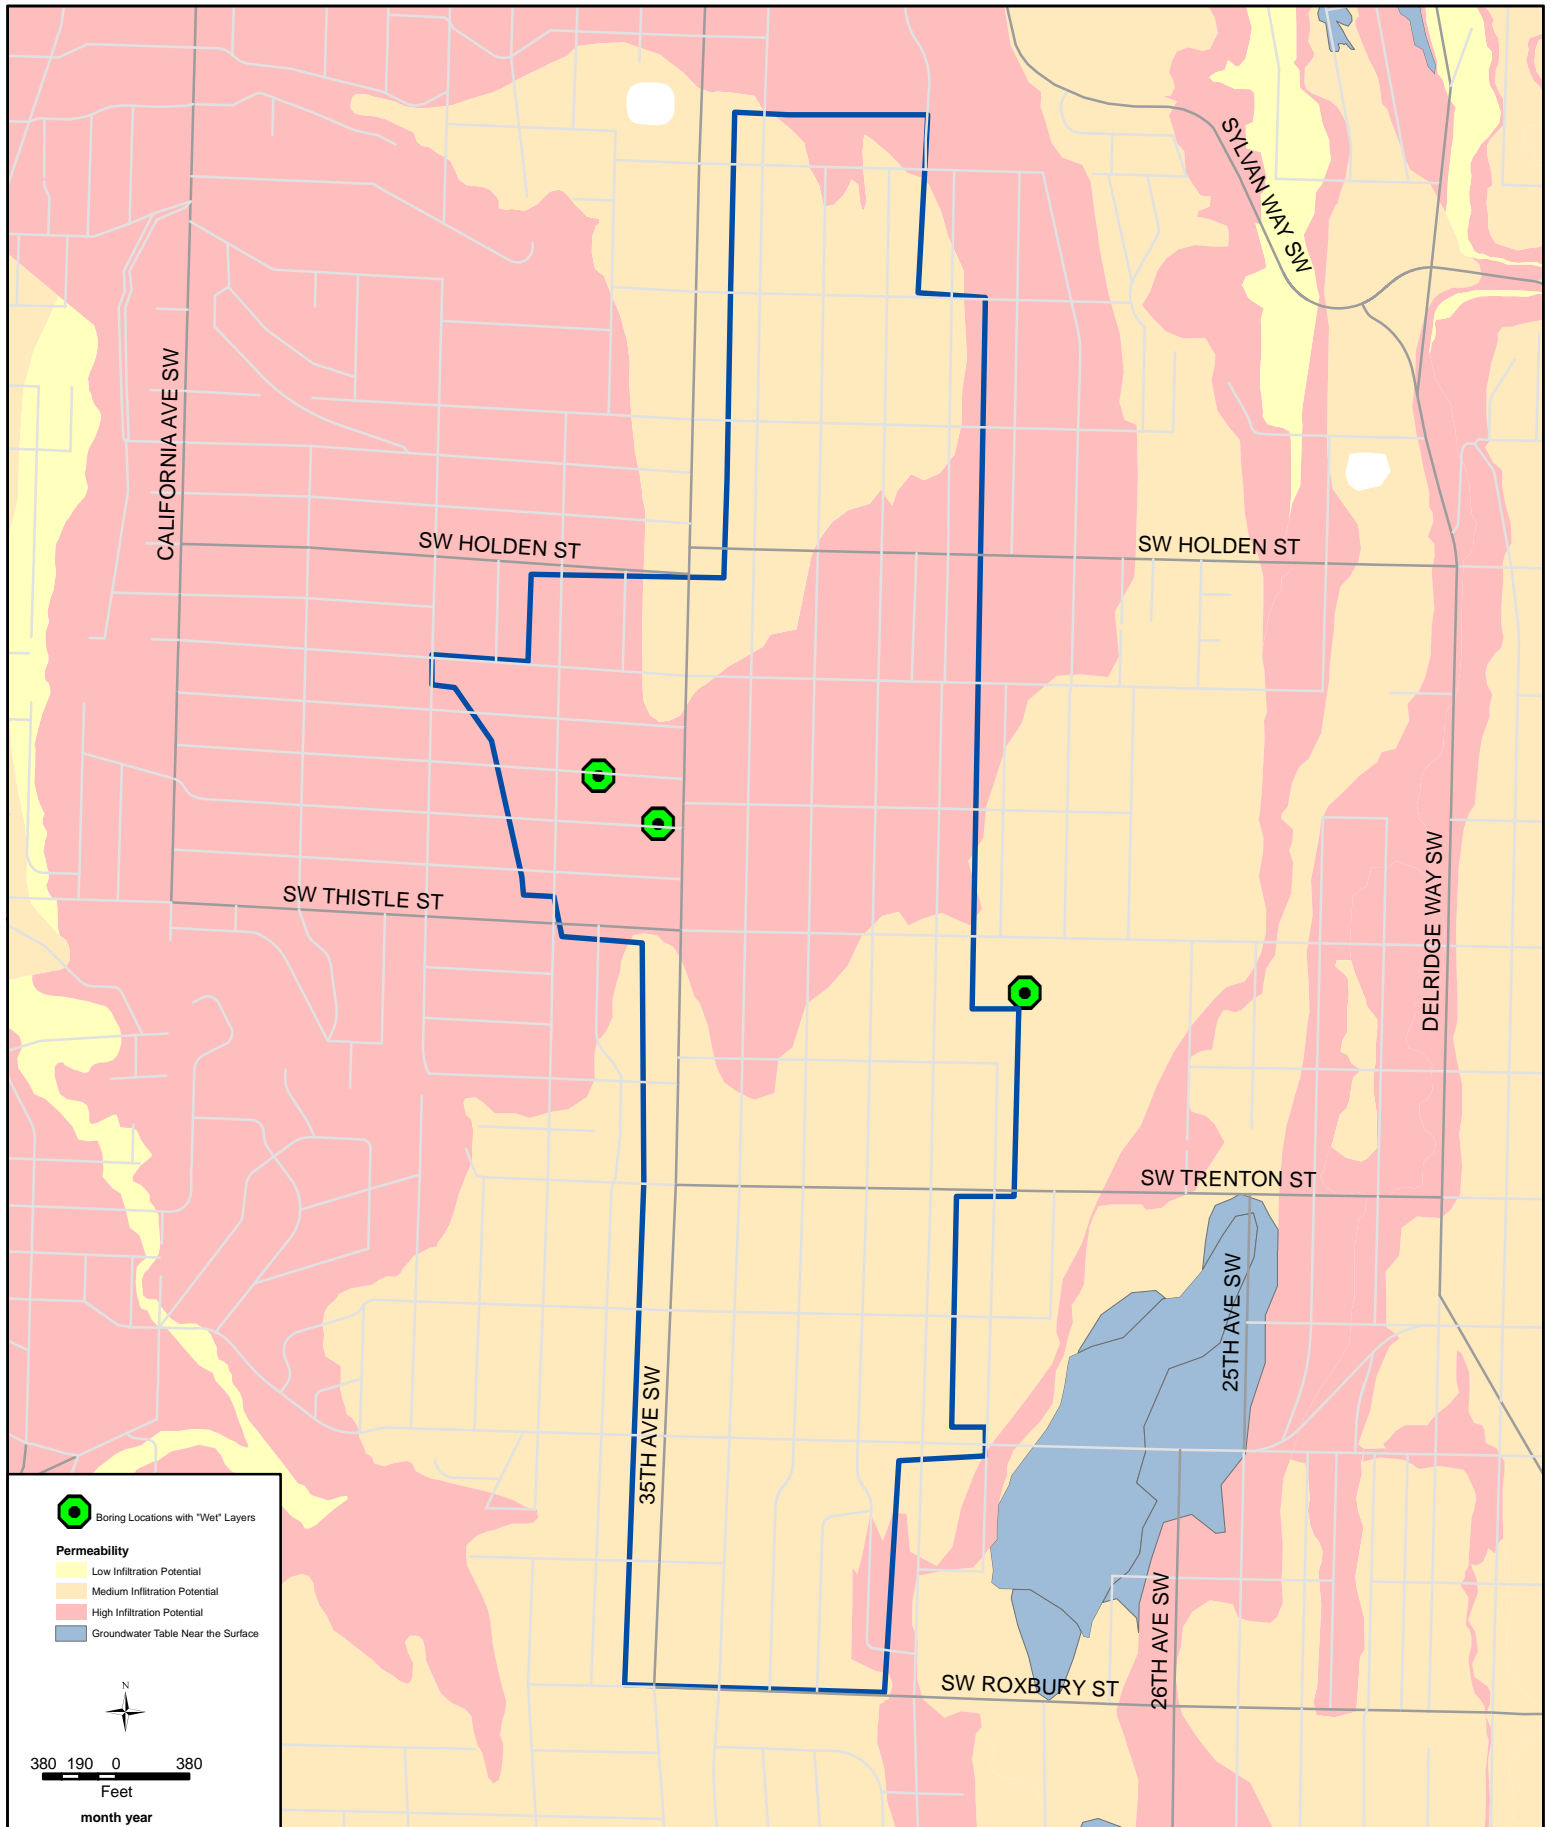 SYLVAN WAY SW
CALIFORNIA AVE SW
SW HOLDEN ST
SW HOLDEN ST
SW THISTLE ST
DELRIDGE WAY SW
SW TRENTON ST
25TH AVE SW
35TH AVE SW
26TH AVE SW
SW ROXBURY ST
Boring Locations with "Wet" Layers
Permeability
Low Infiltration Potential
Medium Inflitration Potential
High Infiltration Potential
Groundwater Table Near the Surface
N
380 190 0 380
Feet
month year